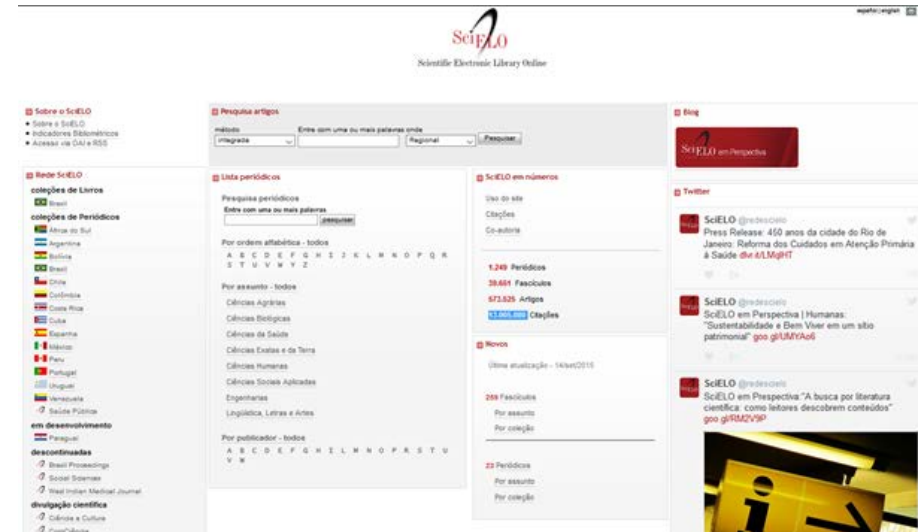 español | english
SciELO
Scientific Electronic Library Online
Sobre o SciELO
Sobre o SciELO
Indicadores Bibliométricos
Acesso via OAI e RSS
Rede SciELO
coleções de Livros
Brasil
coleções de Periódicos
África do Sul
Argentina
Bolívia
Brasil
Chile
Colômbia
Costa Rica
Cuba
Espanha
México
Peru
Portugal
Uruguai
Venezuela
Saúde Pública
em desenvolvimento
Paraguai
descontinuadas
Brasil Proceedings
Social Sciences
West Indian Medical Journal
divulgação científica
Ciência e Cultura
ComCiência
Pesquisa artigos
método
Entre com uma ou mais palavras onde
integrada
Regional
Pesquisar
Lista periódicos
Pesquisa periódicos
Entre com uma ou mais palavras
pesquisar
Por ordem alfabética - todos
A B C D E F G H I J K L M N O P Q R
S T U V W Y Z
Por assunto - todos
Ciências Agrárias
Ciências Biológicas
Ciências da Saúde
Ciências Exatas e da Terra
Ciências Humanas
Ciências Sociais Aplicadas
Engenharias
Lingüística, Letras e Artes
Por publicador - todos
A B C D E F G H I L M N O P R S T U
V W
SciELO em números
Uso do site
Citações
Co-autoria
1.249 Periódicos
39.651 Fascículos
573.525 Artigos
13.005.080 Citações
Novos
Última atualização - 14/set/2015
289 Fascículos
Por assunto
Por coleção
23 Periódicos
Por assunto
Por coleção
Blog
SciELO em Perspectiva
Twitter
SciELO @redescielo
Press Release: 450 anos da cidade do Rio de
Janeiro: Reforma dos Cuidados em Atenção Primária
à Saúde dlvr.it/LMglHT
SciELO @redescielo
SciELO em Perspectiva | Humanas:
"Sustentabilidade e Bem Viver em um sítio
patrimonial" goo.gl/UMYAo6
SciELO @redescielo
SciELO em Prespectiva:"A busca por literatura
científica: como leitores descobrem conteúdos"
goo.gl/RM2V9P
i